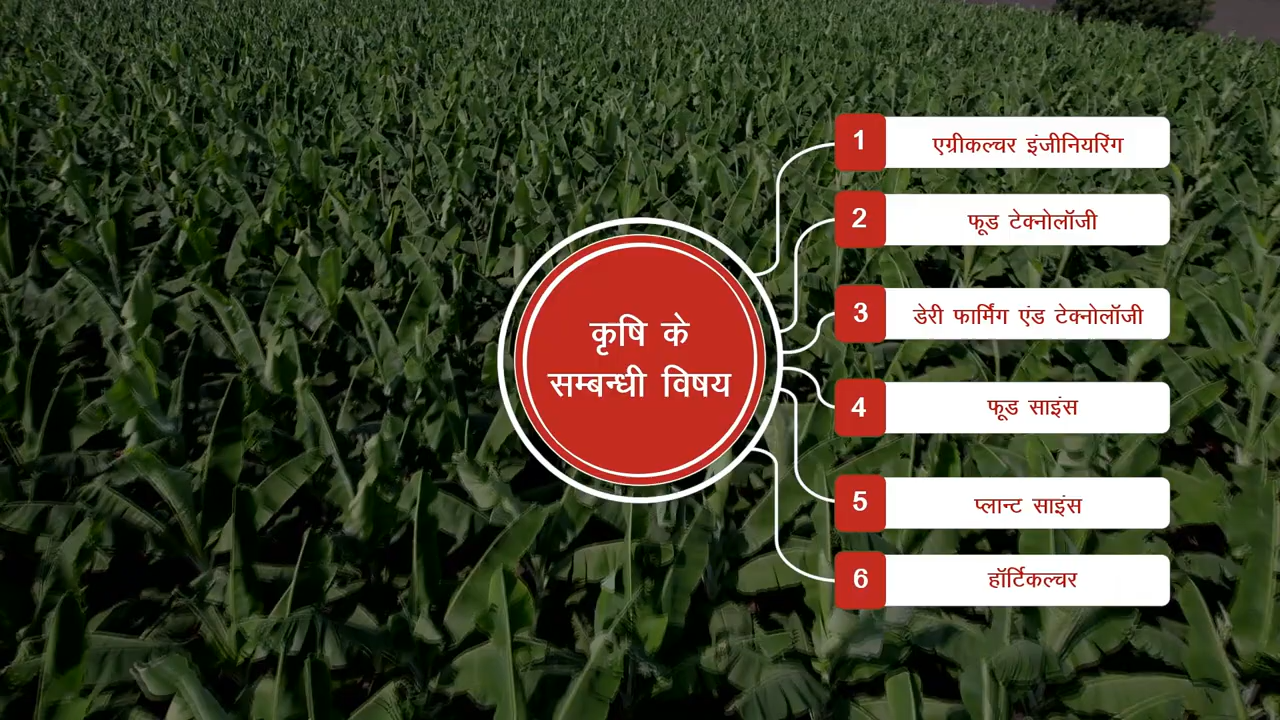 कृषि के
सम्बन्धी विषय
1 एग्रीकल्चर इंजीनियरिंग
2 फूड टेक्नोलॉजी
3 डेरी फार्मिंग एंड टेक्नोलॉजी
4 फूड साइंस
5 प्लान्ट साइंस
6 हॉर्टिकल्चर